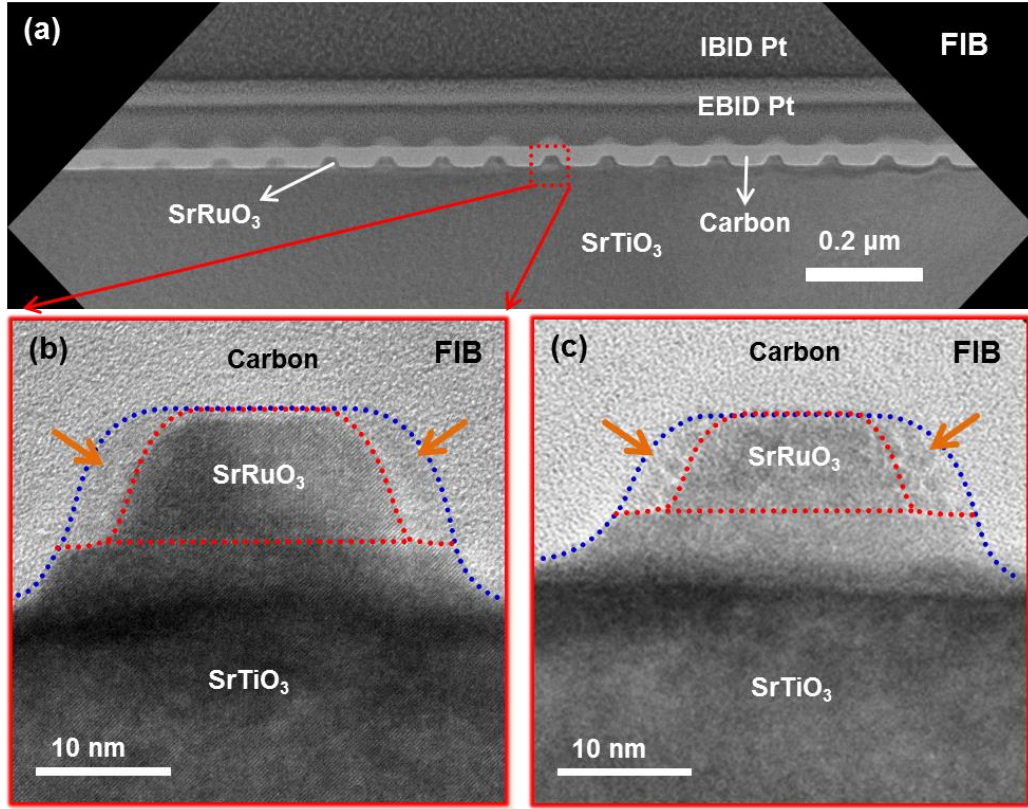 (a)
IBID Pt
FIB
EBID Pt
SrRuO₃
SrTiO₃
Carbon
0.2 µm
(b)
Carbon
FIB
SrRuO₃
SrTiO₃
10 nm
(c)
Carbon
FIB
SrRuO₃
SrTiO₃
10 nm